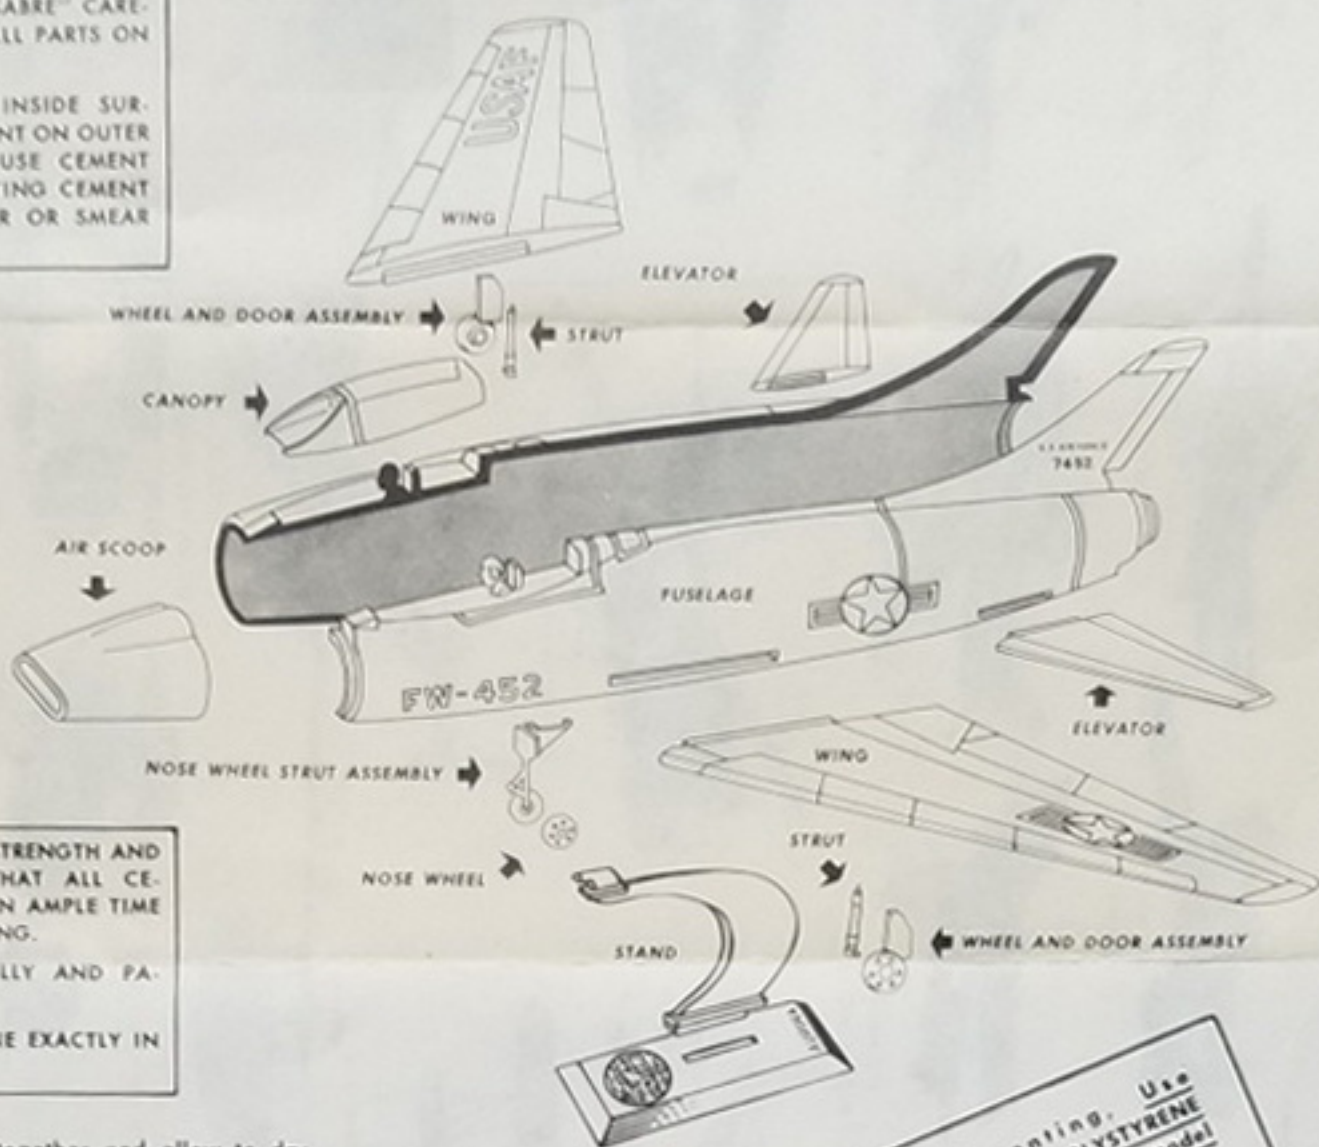 SABRE" CARE-
ALL PARTS ON
INSIDE SUR-
NT ON OUTER
USE CEMENT
ING CEMENT
R OR SMEAR
USAF
WING
ELEVATOR
WHEEL AND DOOR ASSEMBLY
STRUT
CANOPY
7452
AIR SCOOP
FUSELAGE
FW-452
ELEVATOR
WING
NOSE WHEEL STRUT ASSEMBLY
STRUT
NOSE WHEEL
STAND
WHEEL AND DOOR ASSEMBLY
TRENGTH AND
HAT ALL CE-
N AMPLE TIME
NG.
LLY AND PA-
E EXACTLY IN
nting, Use
LYSTYRENE